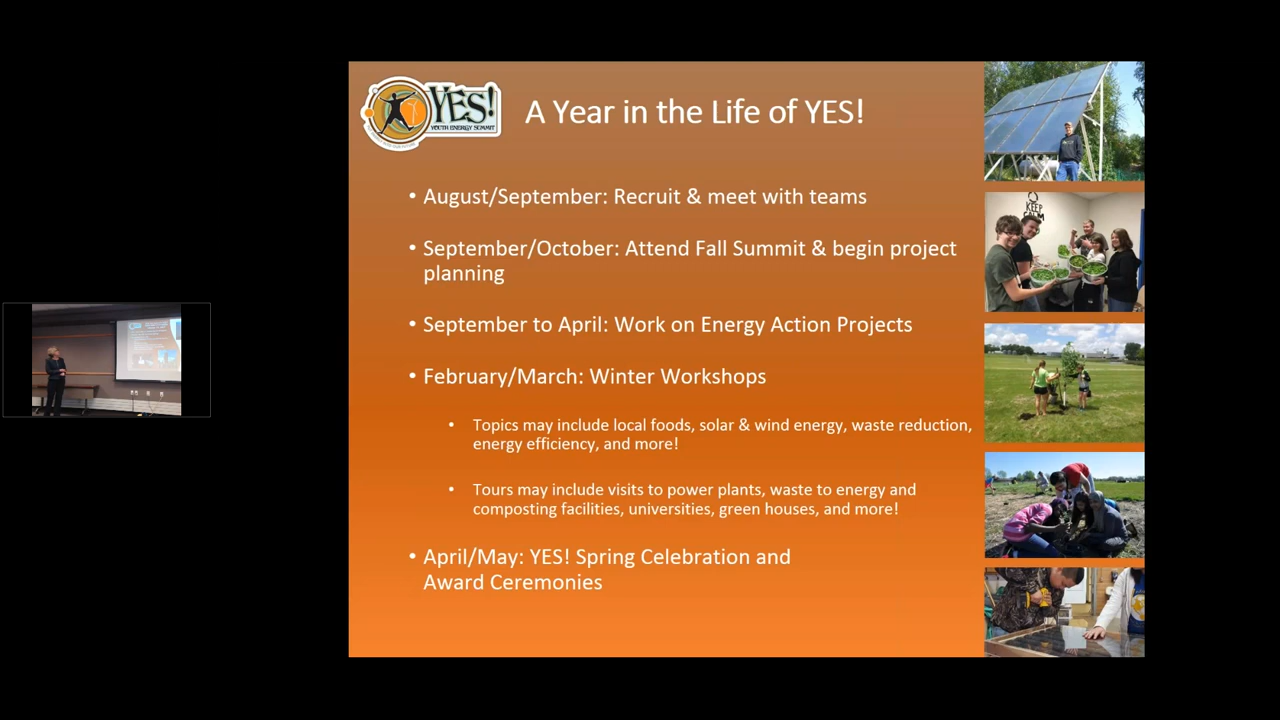 YES!
YOUTH ENERGY SUMMIT
A Year in the Life of YES!
• August/September: Recruit & meet with teams
• September/October: Attend Fall Summit & begin project
planning
• September to April: Work on Energy Action Projects
• February/March: Winter Workshops
• Topics may include local foods, solar & wind energy, waste reduction,
energy efficiency, and more!
• Tours may include visits to power plants, waste to energy and
composting facilities, universities, green houses, and more!
• April/May: YES! Spring Celebration and
Award Ceremonies
KEEP
CALM